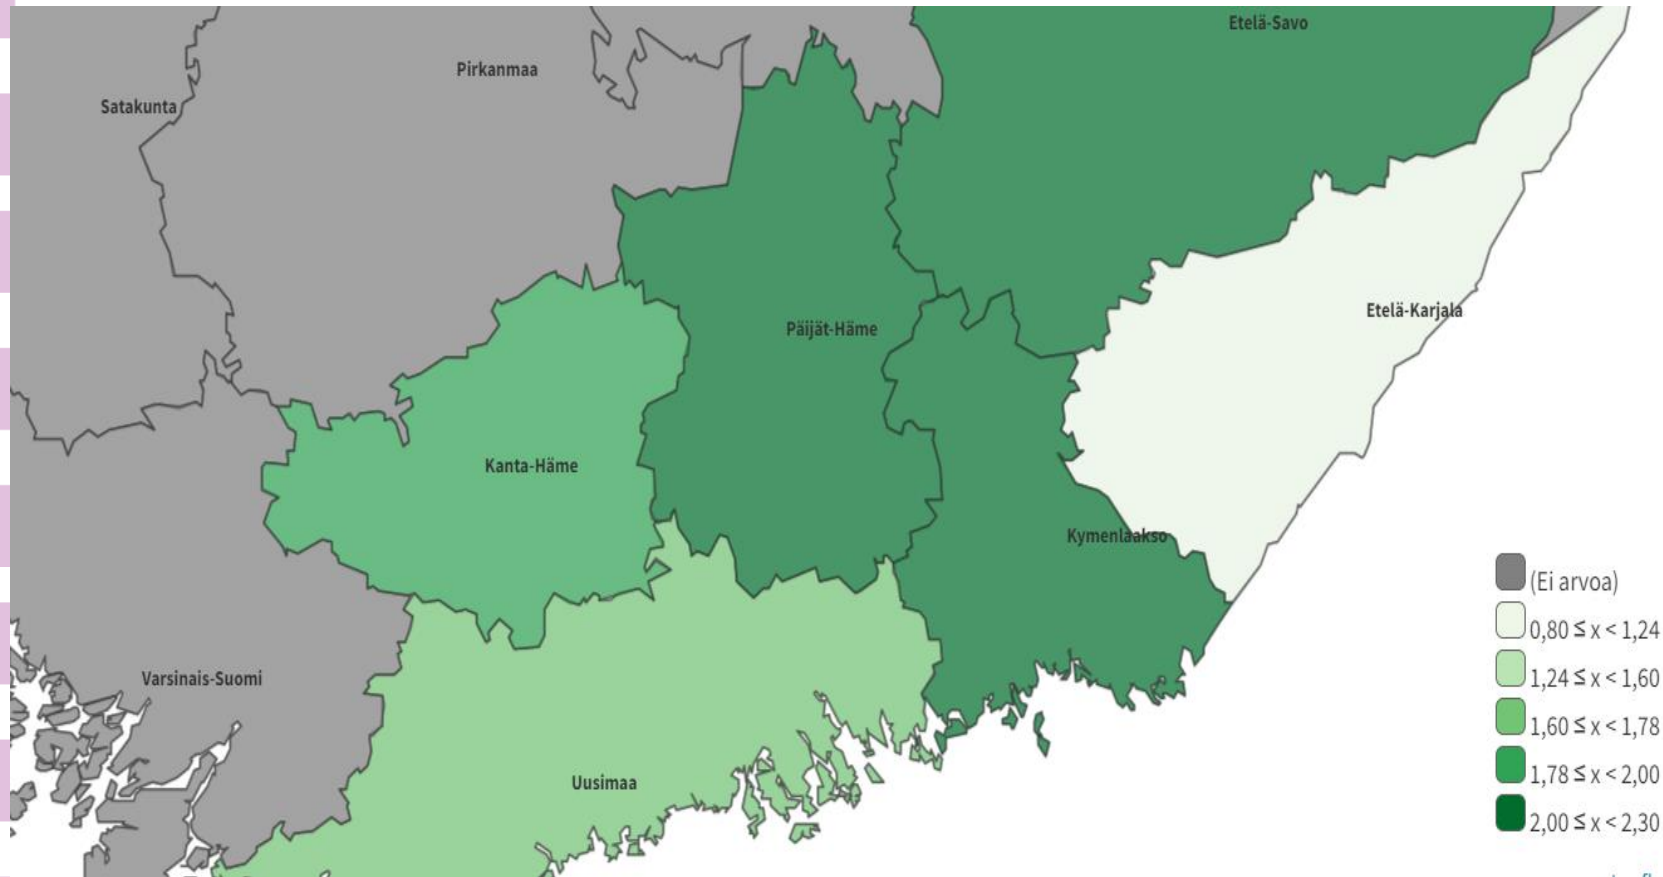 Etelä-Savo
Pirkanmaa
Satakunta
Etelä-Karjala
Päijät-Häme
Kanta-Häme
Kymenlaakso
Varsinais-Suomi
Uusimaa
(Ei arvoa)
0,80 ≤ x < 1,24
1,24 ≤ x < 1,60
1,60 ≤ x < 1,78
1,78 ≤ x < 2,00
2,00 ≤ x < 2,30